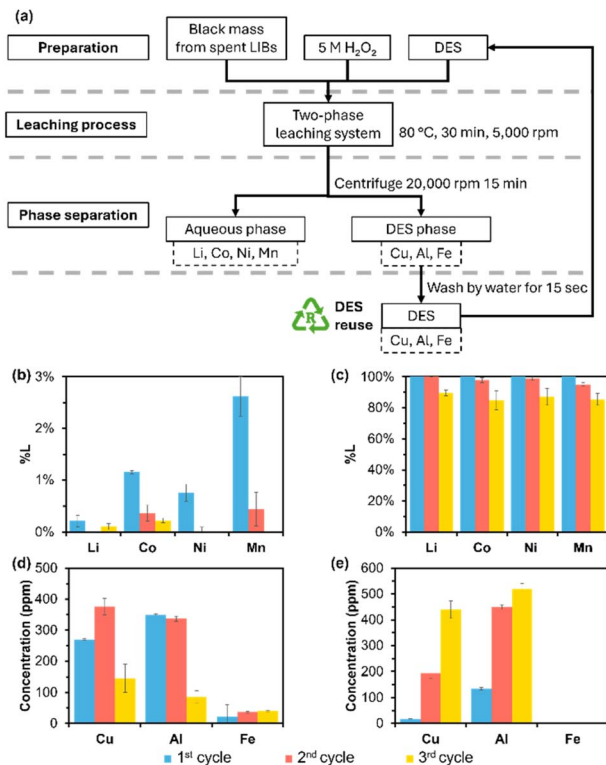 (a)
Preparation
Black mass
from spent LIBs
5 M H₂O₂
DES
Leaching process
Two-phase
leaching system
80 °C, 30 min, 5,000 rpm
Centrifuge 20,000 rpm 15 min
Phase separation
Aqueous phase
DES phase
Li, Co, Ni, Mn
Cu, Al, Fe
Wash by water for 15 sec
R
DES
reuse
DES
Cu, Al, Fe
(b)
3%
2%
1%
0%
%L
Li Co Ni Mn
(c)
100%
80%
60%
40%
20%
0%
%L
Li Co Ni Mn
(d)
500
400
300
200
100
0
Concentration (ppm)
Cu Al Fe
(e)
600
500
400
300
200
100
0
Concentration (ppm)
Cu Al Fe
1st cycle 2nd cycle 3rd cycle